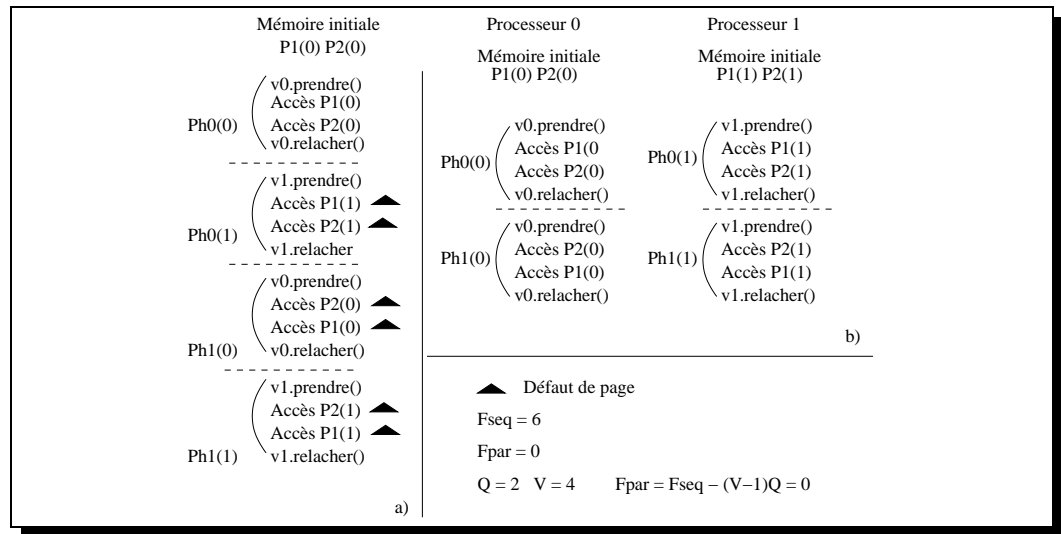 Mémoire initiale
P1(0) P2(0)
Ph0(0)
v0.prendre()
Accès P1(0)
Accès P2(0)
v0.relacher()
Ph0(1)
v1.prendre()
Accès P1(1)
Accès P2(1)
v1.relacher
Ph1(0)
v0.prendre()
Accès P2(0)
Accès P1(0)
v0.relacher()
Ph1(1)
v1.prendre()
Accès P2(1)
Accès P1(1)
v1.relacher()
a)
Processeur 0
Mémoire initiale
P1(0) P2(0)
Ph0(0)
v0.prendre()
Accès P1(0
Accès P2(0)
v0.relacher()
Ph1(0)
v0.prendre()
Accès P2(0)
Accès P1(0)
v0.relacher()
Processeur 1
Mémoire initiale
P1(1) P2(1)
Ph0(1)
v1.prendre()
Accès P1(1)
Accès P2(1)
v1.relacher()
Ph1(1)
v1.prendre()
Accès P2(1)
Accès P1(1)
v1.relacher()
b)
Défaut de page
Fseq = 6
Fpar = 0
Q = 2 V = 4 Fpar = Fseq − (V−1)Q = 0